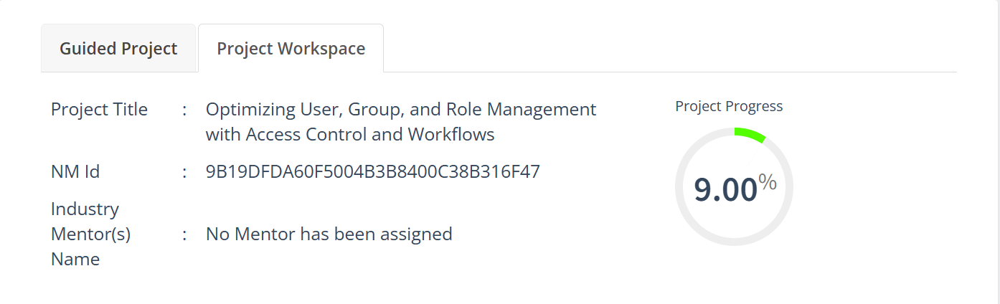 Guided Project
Project Workspace
Project Title : Optimizing User, Group, and Role Management
with Access Control and Workflows
NM Id : 9B19DFDA60F5004B3B8400C38B316F47
Industry
Mentor(s) : No Mentor has been assigned
Name
Project Progress
9.00%